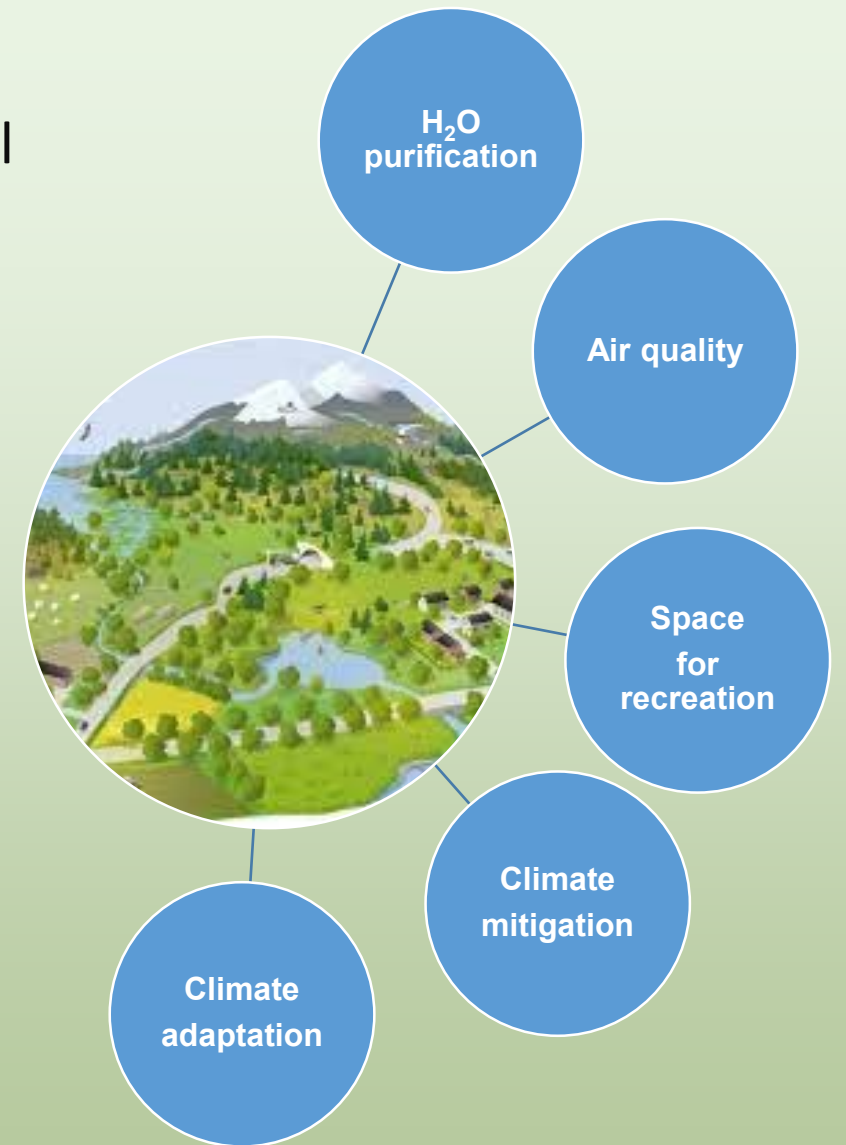 l
H₂O
purification
Air quality
Space
for
recreation
Climate
mitigation
Climate
adaptation